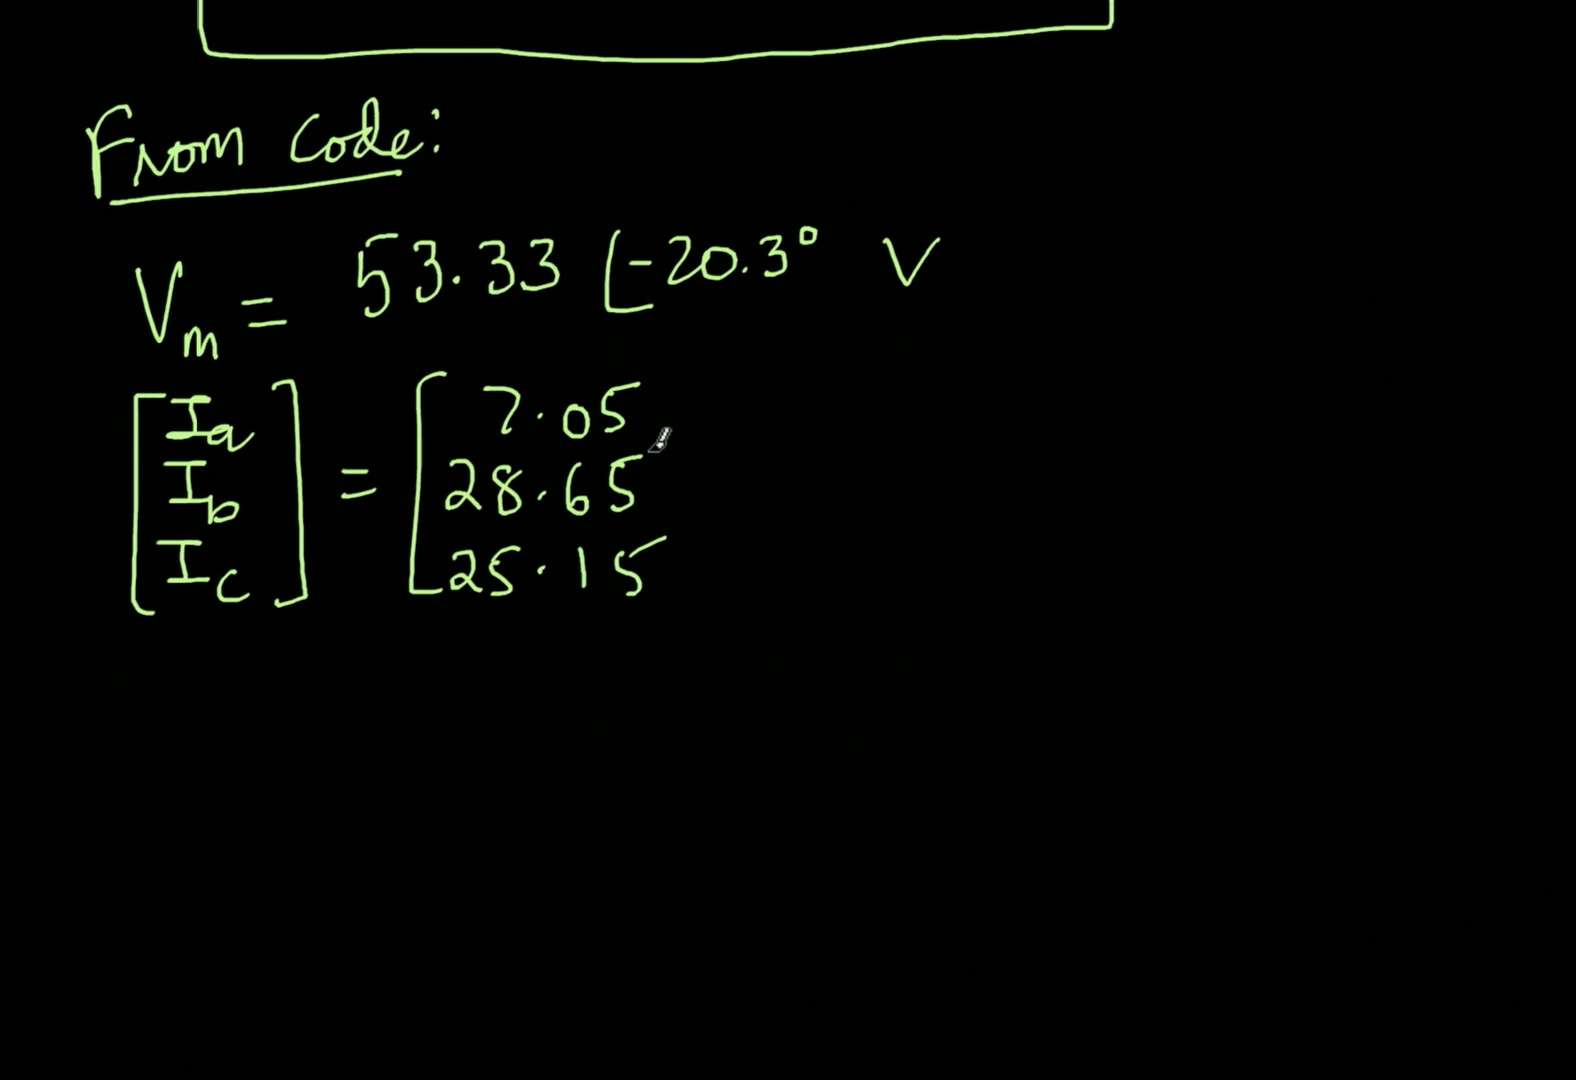 From Code:
Vm = 53.33 ∠-20.3° V
[Ia Ib Ic] = [7.05
28.65
25.15